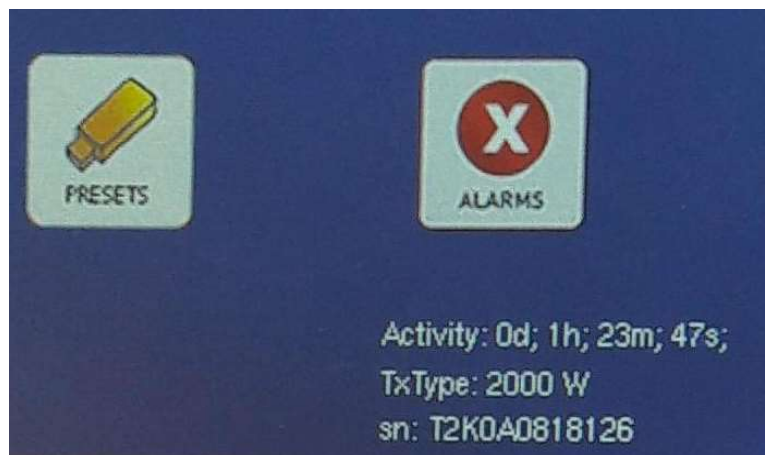 PRESETS
ALARMS
Activity: 0d; 1h; 23m; 47s;
TxType: 2000 W
sn: T2K0A0818126